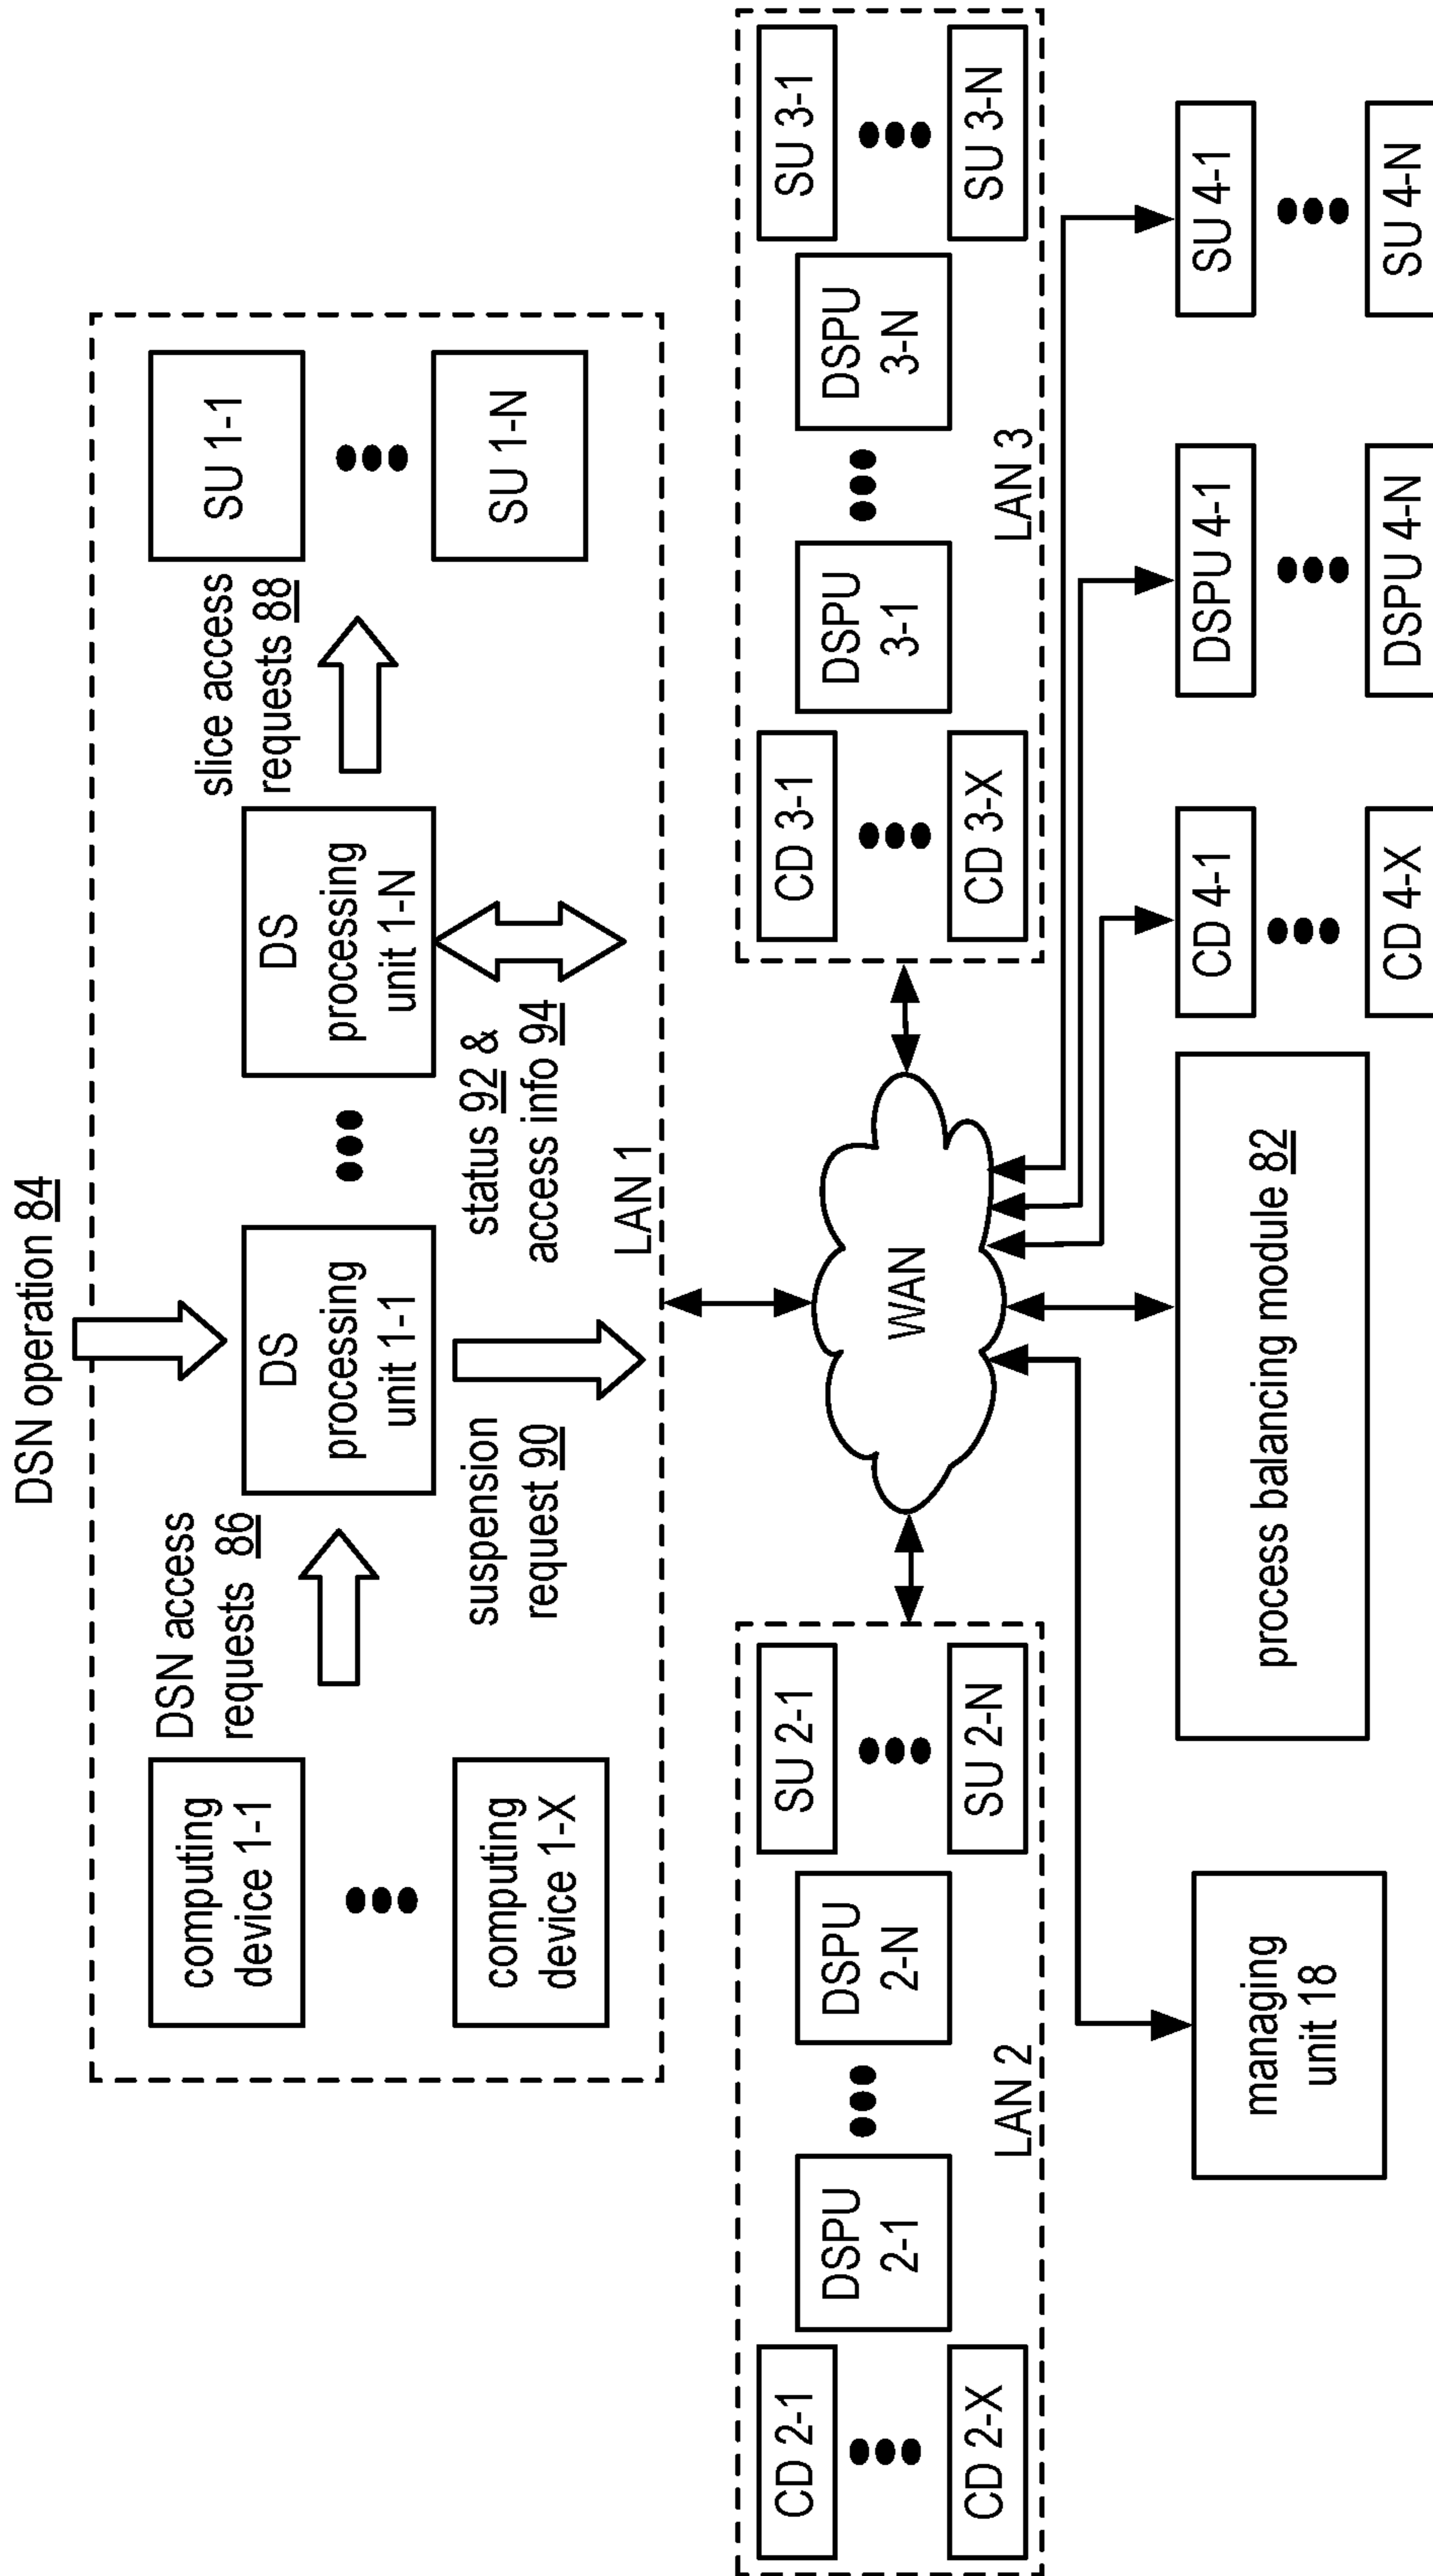 DSN operation 84
computing
device 1-1
computing
device 1-X
DSN access
requests 86
DS
processing
unit 1-1
suspension
request 90
DS
processing
unit 1-N
status 92 &
access info 94
slice access
requests 88
SU 1-1
SU 1-N
LAN 1
CD 2-1
CD 2-X
DSPU
2-1
DSPU
2-N
SU 2-1
SU 2-N
LAN 2
WAN
CD 3-1
CD 3-X
DSPU
3-1
DSPU
3-N
SU 3-1
SU 3-N
LAN 3
managing
unit 18
process balancing module 82
CD 4-1
CD 4-X
DSPU 4-1
DSPU 4-N
SU 4-1
SU 4-N